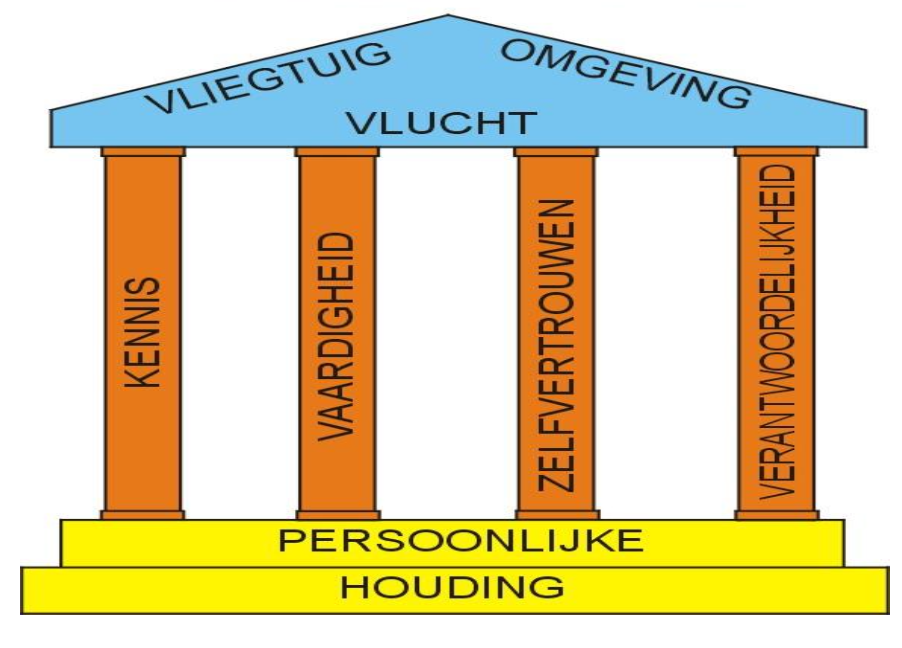 VLIEGTUIG
OMGEVING
VLUCHT
KENNIS
VAARDIGHEID
ZELFVERTROUWEN
VERANTWOORDELIJKHEID
PERSOONLIJKE
HOUDING